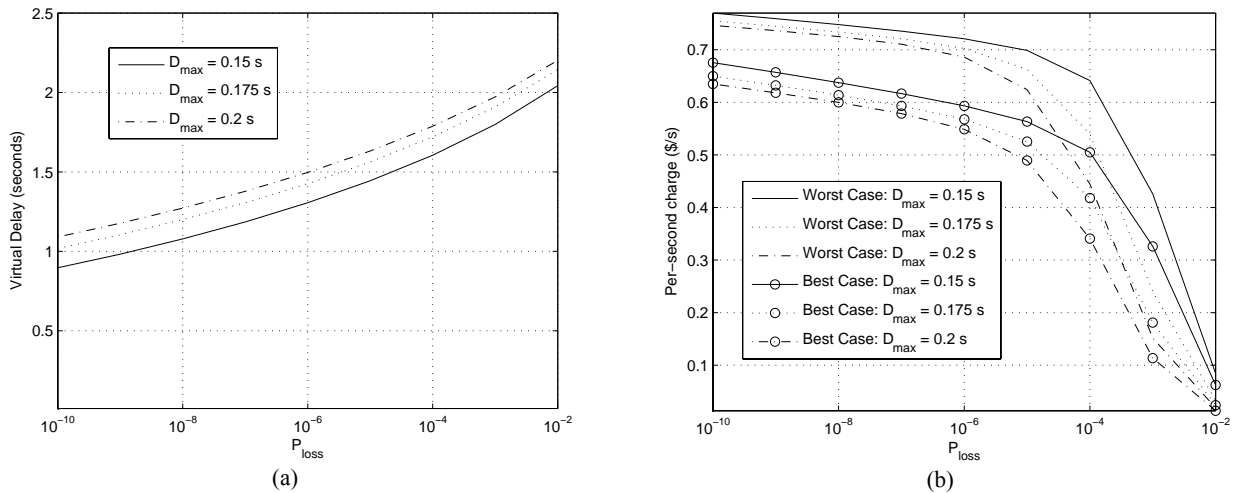 2.5
2
1.5
1
0.5
Virtual Delay (seconds)
D_max = 0.15 s
D_max = 0.175 s
D_max = 0.2 s
10^-10
10^-8
10^-6
10^-4
10^-2
P_loss
(a)
0.7
0.6
0.5
0.4
0.3
0.2
0.1
Per-second charge ($/s)
Worst Case: D_max = 0.15 s
Worst Case: D_max = 0.175 s
Worst Case: D_max = 0.2 s
Best Case: D_max = 0.15 s
Best Case: D_max = 0.175 s
Best Case: D_max = 0.2 s
10^-10
10^-8
10^-6
10^-4
10^-2
P_loss
(b)